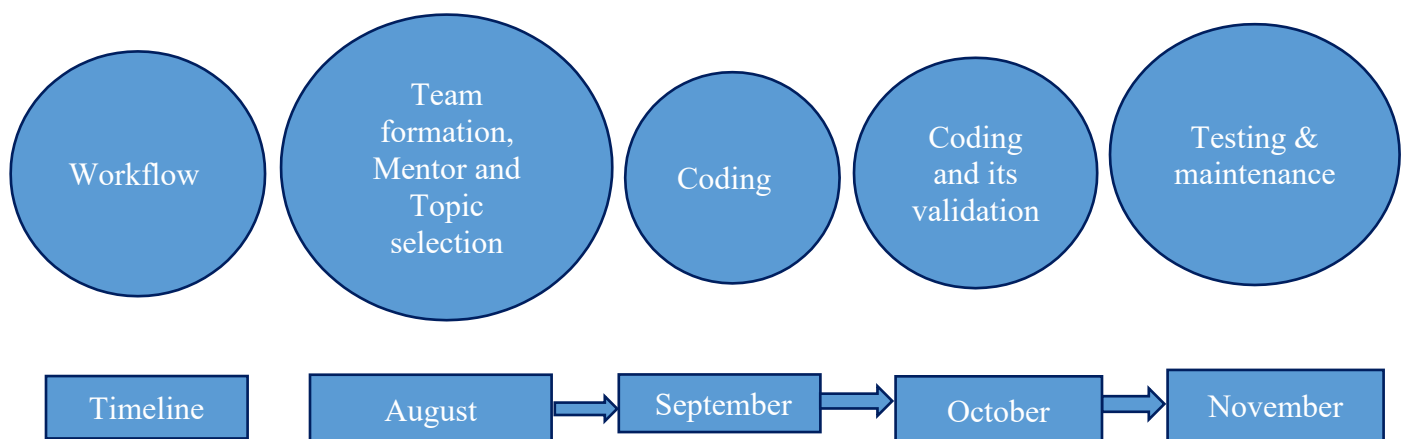 Workflow
Team
formation,
Mentor and
Topic
selection
Coding
Coding
and its
validation
Testing &
maintenance
Timeline
August
September
October
November